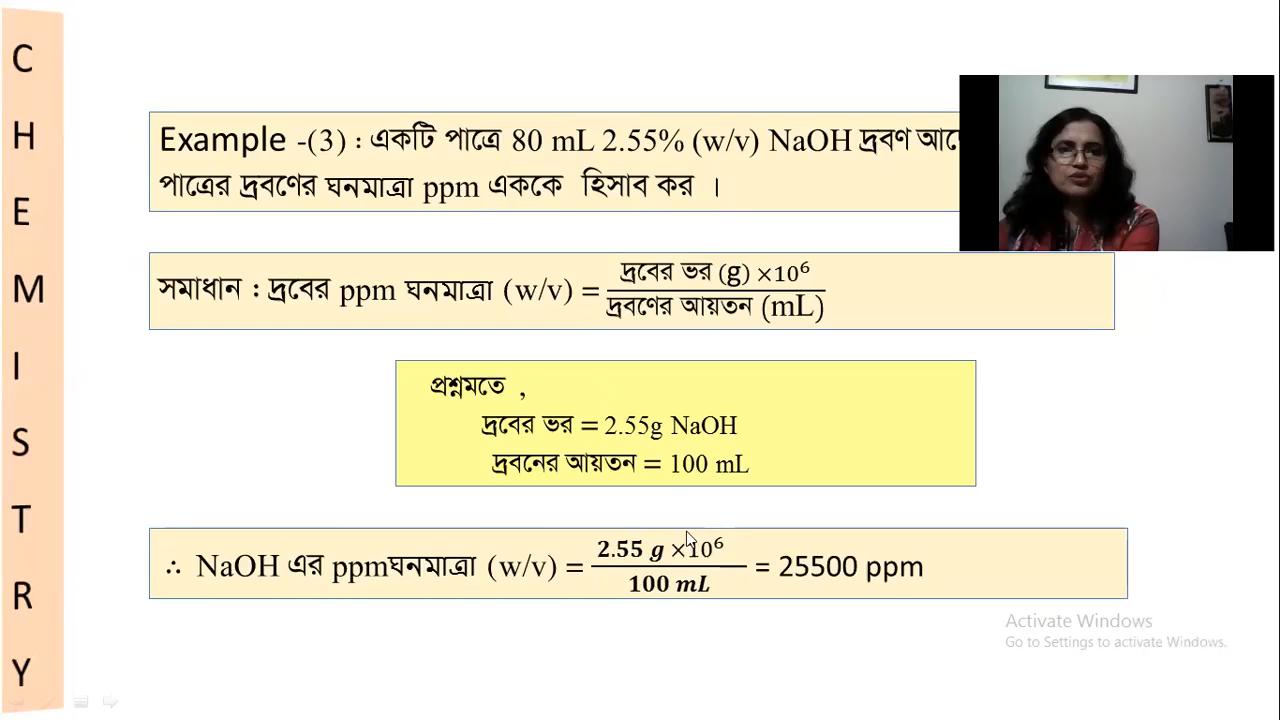 C
H
E
M
I
S
T
R
Y
Example -(3) : একটি পাত্রে 80 mL 2.55% (w/v) NaOH দ্রবণ
পাত্রের দ্রবণের ঘনমাত্রা ppm এককে হিসাব কর ।
সমাধান : দ্রবের ppm ঘনমাত্রা (w/v) = দ্রবের ভর (g) ×10⁶ / দ্রবণের আয়তন (mL)
প্রশ্নমতে ,
দ্রবের ভর = 2.55g NaOH
দ্রবনের আয়তন = 100 mL
∴ NaOH এর ppmঘনমাত্রা (w/v) = 2.55 g ×10⁶ / 100 mL = 25500 ppm
Activate Windows
Go to Settings to activate Windows.